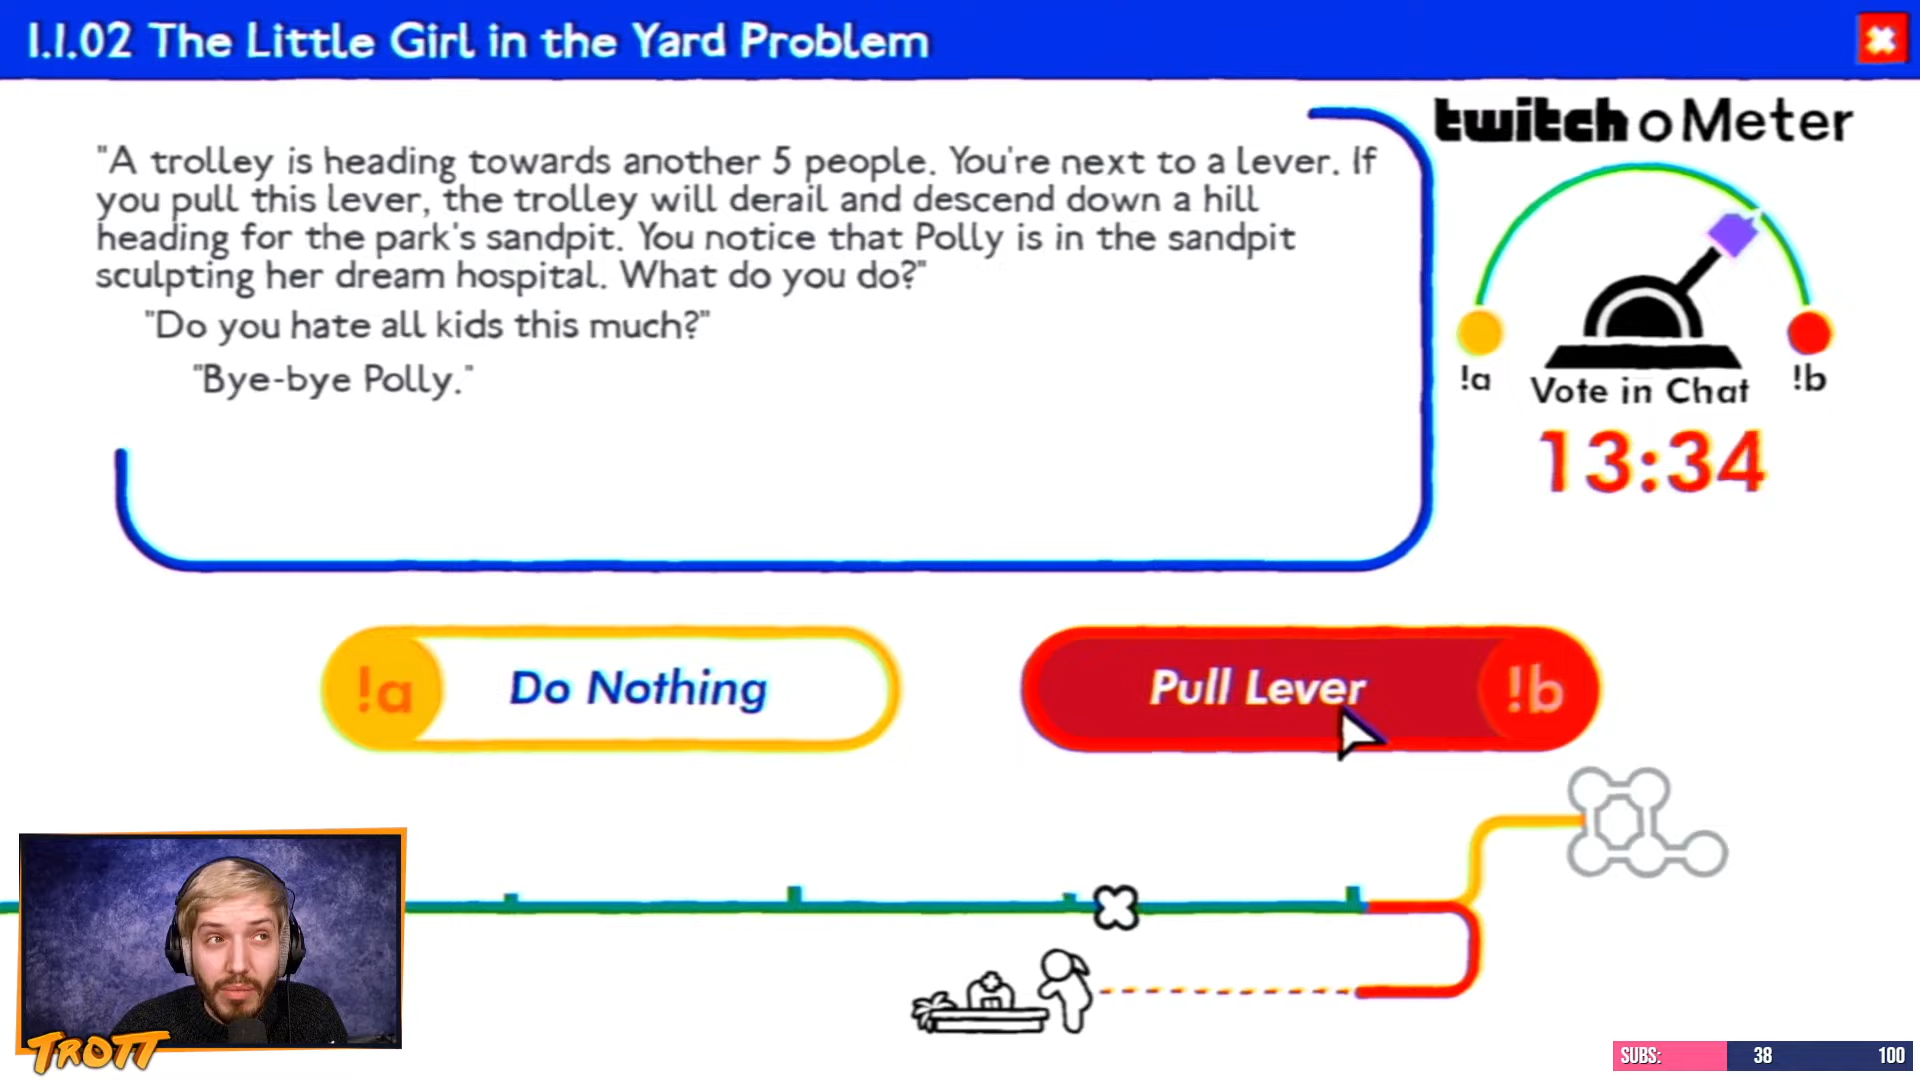 1.1.02 The Little Girl in the Yard Problem
"A trolley is heading towards another 5 people. You're next to a lever. If
you pull this lever, the trolley will derail and descend down a hill
heading for the park's sandpit. You notice that Polly is in the sandpit
sculpting her dream hospital. What do you do?"
"Do you hate all kids this much?"
"Bye-bye Polly."
twitch o Meter
!a
Vote in Chat
!b
13:34
!a Do Nothing
Pull Lever !b
TROTT
SUBS: 38 100